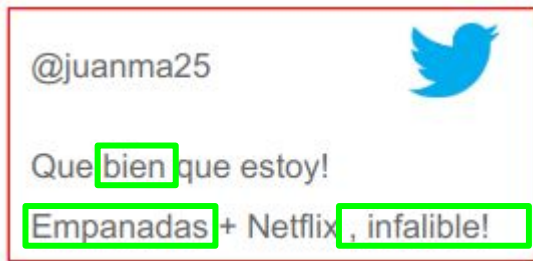 @juanma25
Que bien que estoy!
Empanadas + Netflix , infalible!